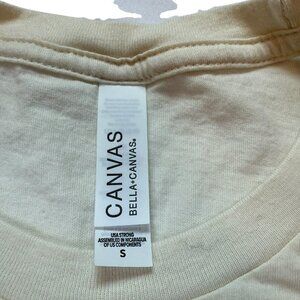 CANVAS
BELLA+CANVAS®
USA STRONG
ASSEMBLED IN NICARAGUA
OF US COMPONENTS
S